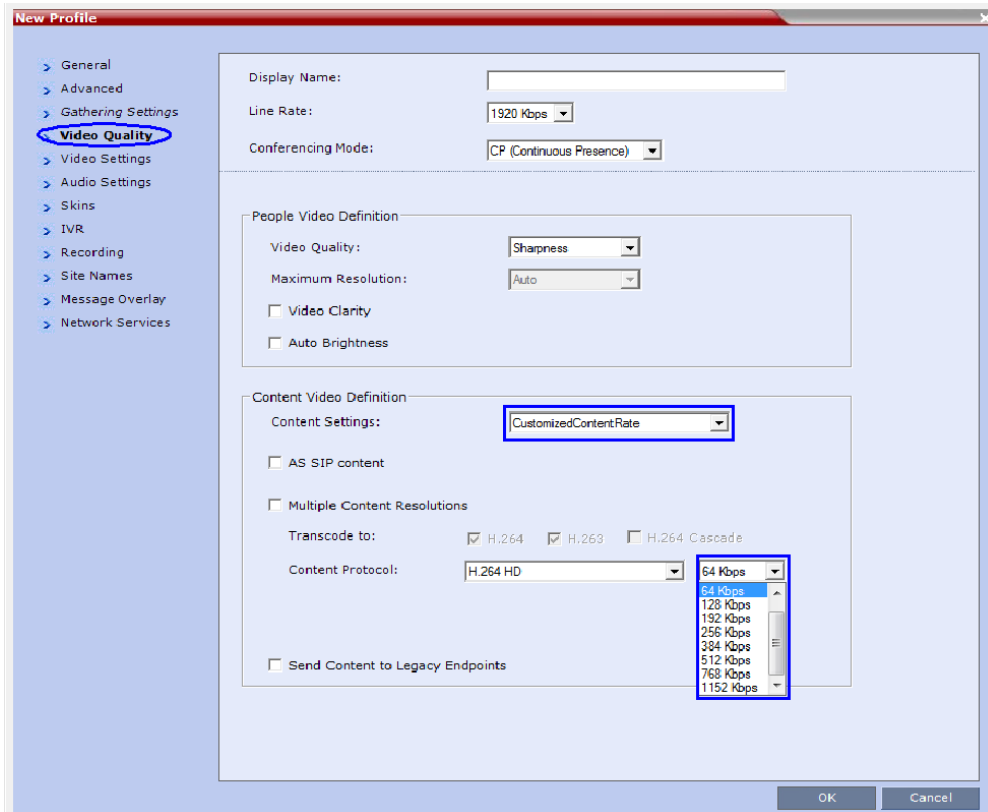 New Profile
General
Advanced
Gathering Settings
Video Quality
Video Settings
Audio Settings
Skins
IVR
Recording
Site Names
Message Overlay
Network Services
Display Name:
Line Rate: 1920 Kbps
Conferencing Mode: CP (Continuous Presence)
People Video Definition
Video Quality: Sharpness
Maximum Resolution: Auto
Video Clarity
Auto Brightness
Content Video Definition
Content Settings: CustomizedContentRate
AS SIP content
Multiple Content Resolutions
Transcode to: H.264 H.263 H.264 Cascade
Content Protocol: H.264 HD 64 Kbps
64 Kbps
128 Kbps
192 Kbps
256 Kbps
384 Kbps
512 Kbps
768 Kbps
1152 Kbps
Send Content to Legacy Endpoints
OK Cancel